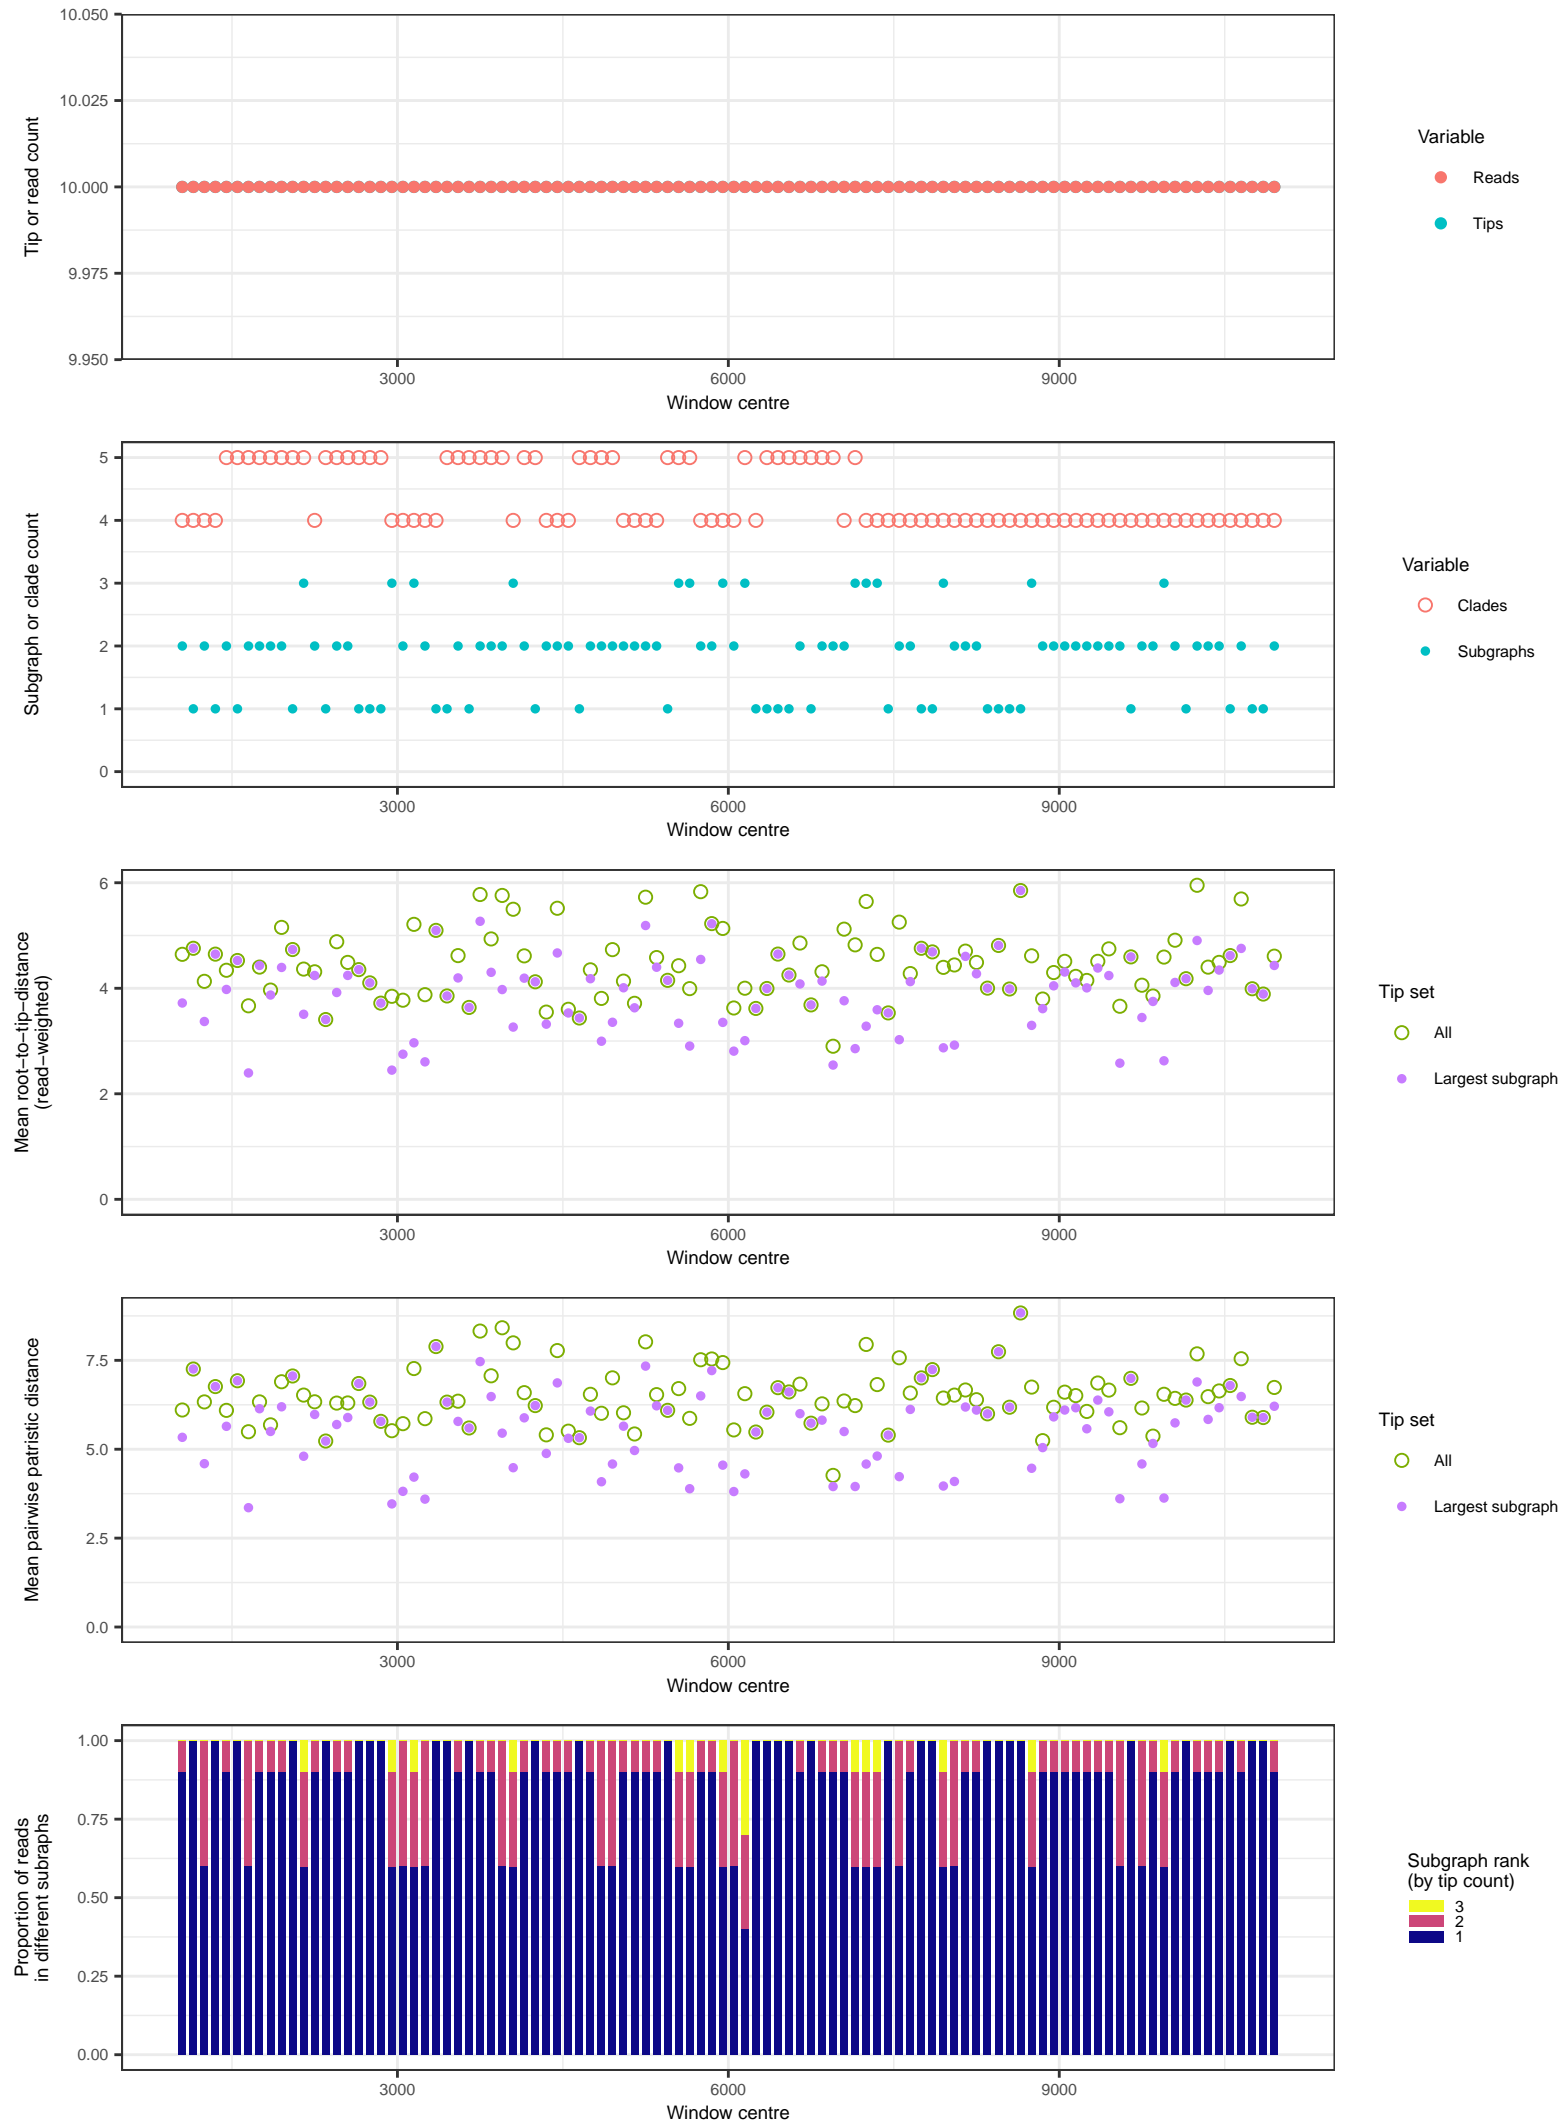 10.050
10.025
10.000
9.975
9.950
Tip or read count
3000 6000 9000
Window centre
Variable
Reads
Tips
5
4
3
2
1
0
Subgraph or clade count
3000 6000 9000
Window centre
Variable
Clades
Subgraphs
6
4
2
0
Mean root−to−tip−distance
(read−weighted)
3000 6000 9000
Window centre
Tip set
All
Largest subgraph
7.5
5.0
2.5
0.0
Mean pairwise patristic distance
3000 6000 9000
Window centre
Tip set
All
Largest subgraph
1.00
0.75
0.50
0.25
0.00
Proportion of reads
in different subraphs
3000 6000 9000
Window centre
Subgraph rank
(by tip count)
3
2
1